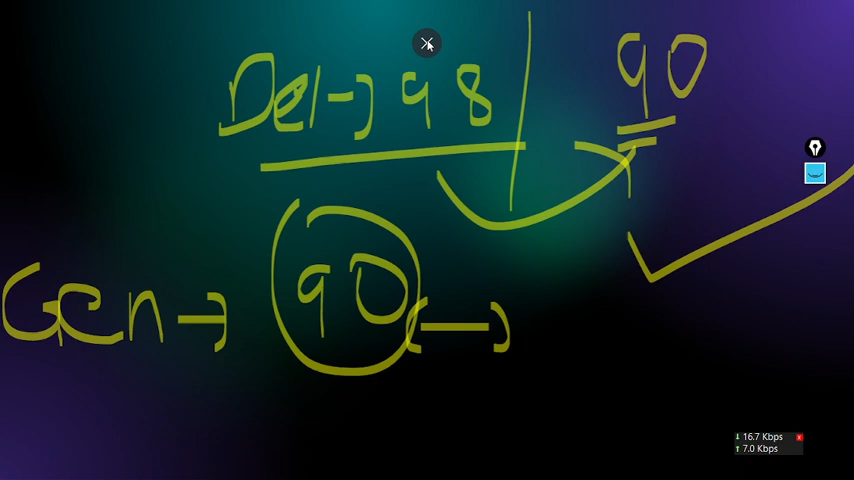 Del → 98 | 90
Gen → 90 ↔
16.7 Kbps
7.0 Kbps